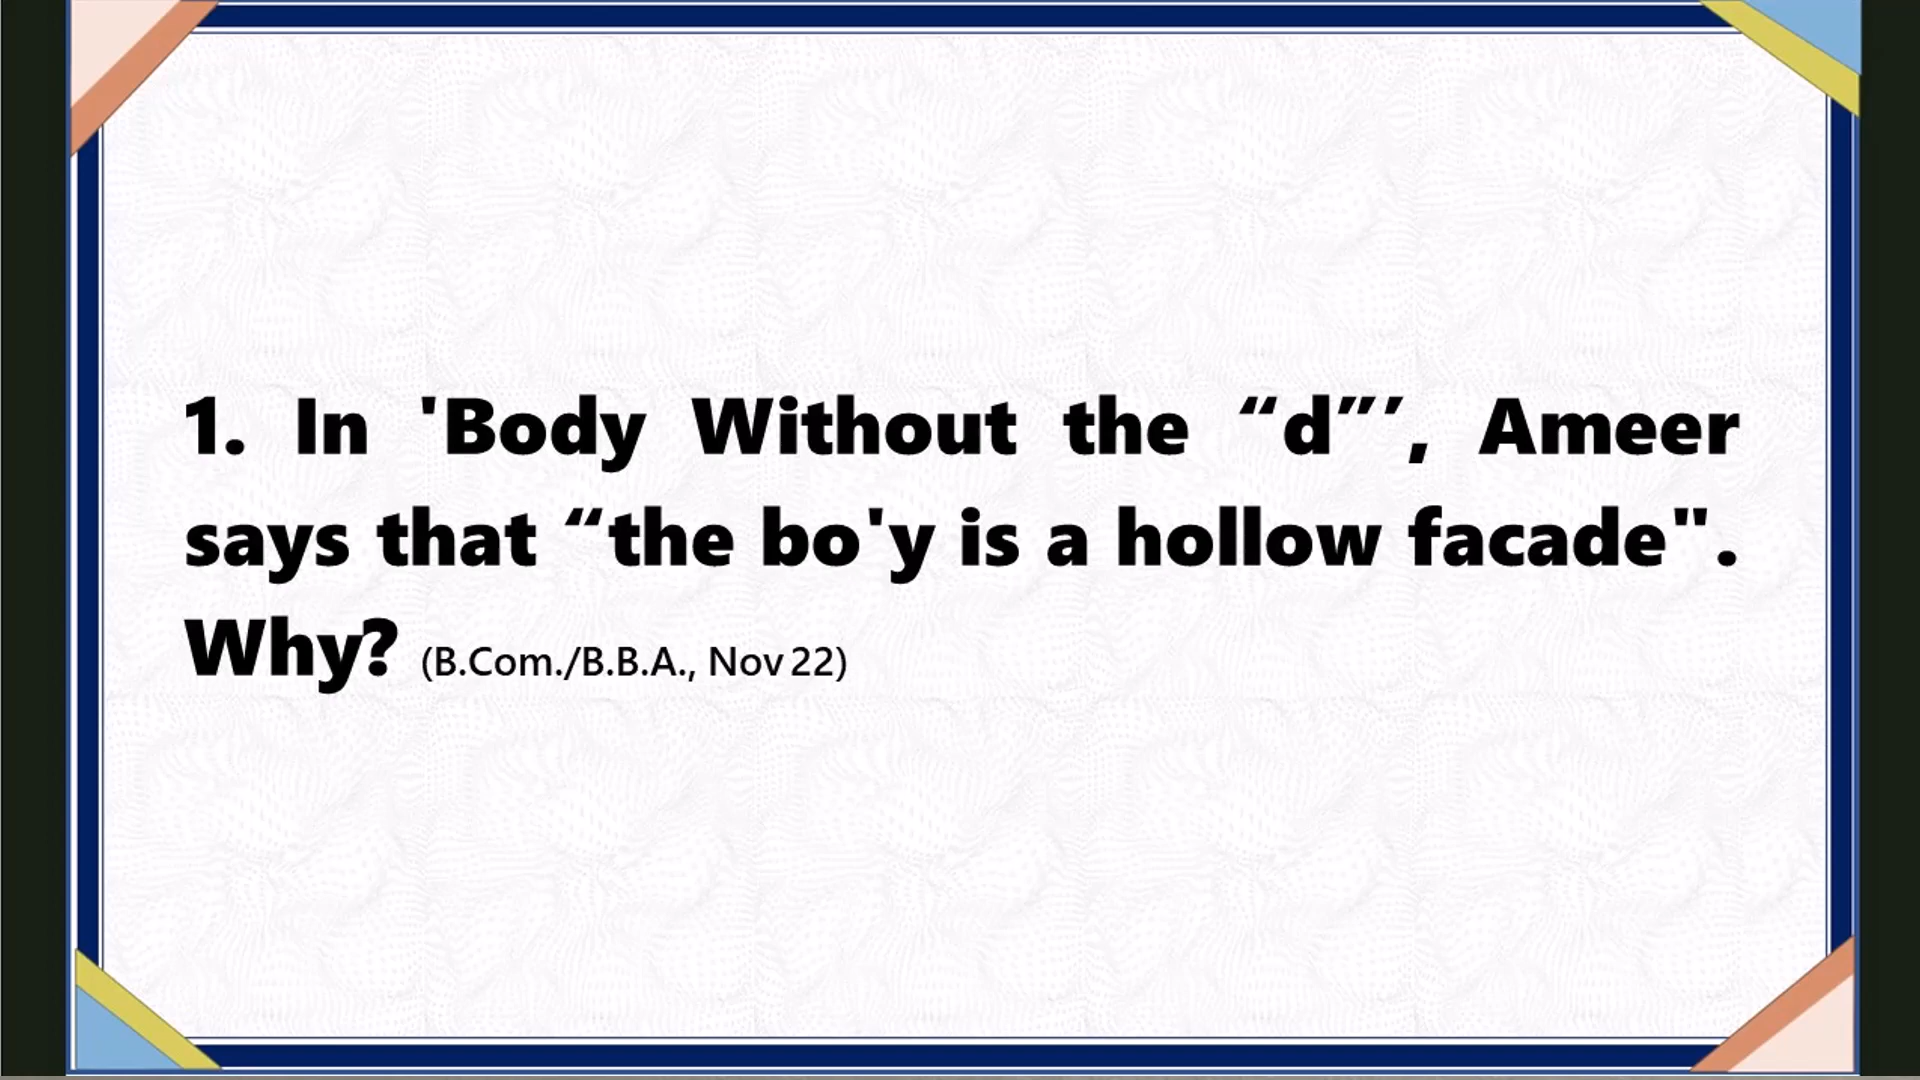 1. In 'Body Without the “d”’, Ameer
says that “the bo'y is a hollow facade".
Why? (B.Com./B.B.A., Nov 22)